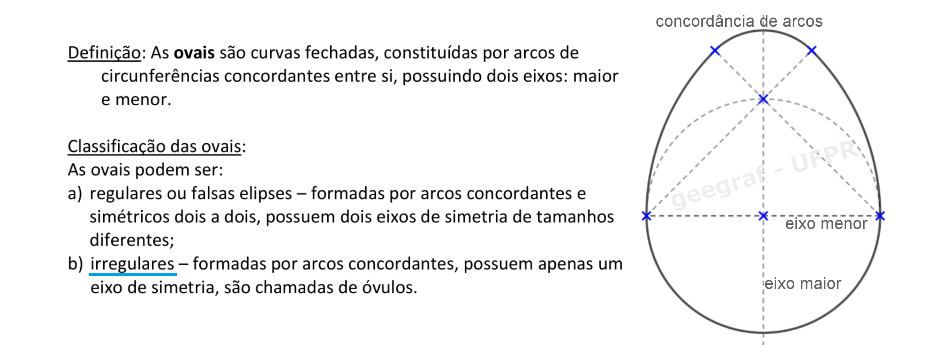 concordância de arcos
Definição: As ovais são curvas fechadas, constituídas por arcos de
circunferências concordantes entre si, possuindo dois eixos: maior
e menor.
Classificação das ovais:
As ovais podem ser:
a) regulares ou falsas elipses – formadas por arcos concordantes e
simétricos dois a dois, possuem dois eixos de simetria de tamanhos
diferentes;
b) irregulares – formadas por arcos concordantes, possuem apenas um
eixo de simetria, são chamadas de óvulos.
geegraf - UFPR
eixo menor
eixo maior